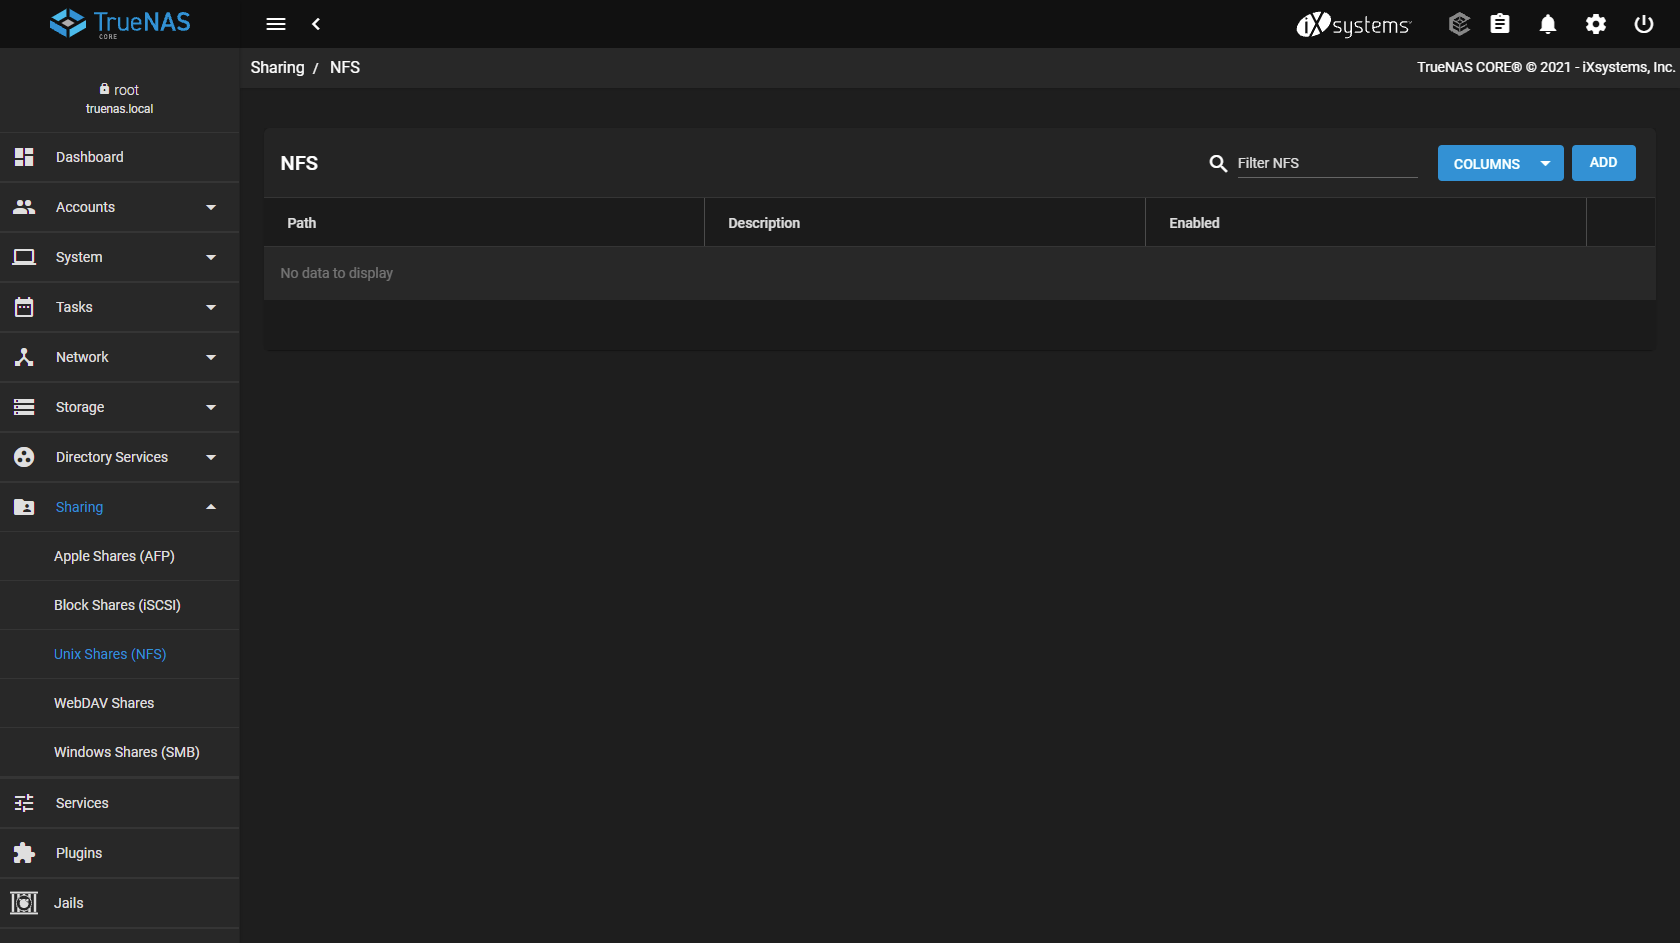 TrueNAS
CORE
iXsystems
Sharing / NFS
TrueNAS CORE® © 2021 - iXsystems, Inc.
root
truenas.local
Dashboard
Accounts
System
Tasks
Network
Storage
Directory Services
Sharing
Apple Shares (AFP)
Block Shares (iSCSI)
Unix Shares (NFS)
WebDAV Shares
Windows Shares (SMB)
Services
Plugins
Jails
NFS
Filter NFS
COLUMNS
ADD
Path
Description
Enabled
No data to display